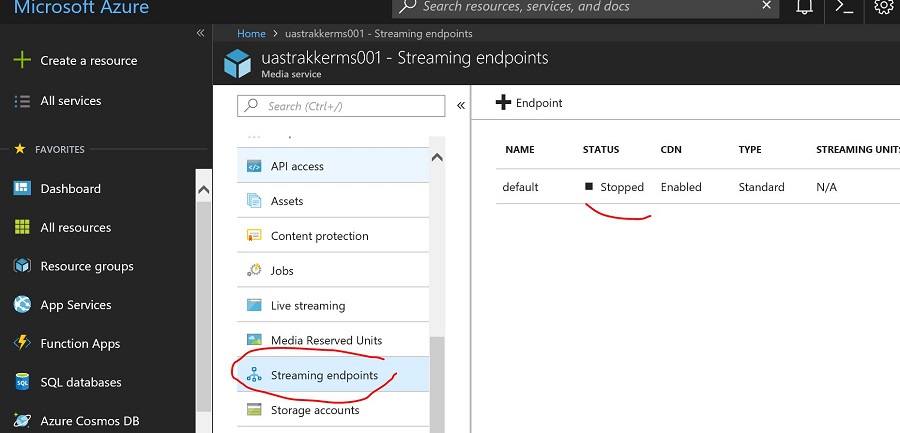 Microsoft Azure
Search resources, services, and docs
Create a resource
All services
FAVORITES
Dashboard
All resources
Resource groups
App Services
Function Apps
SQL databases
Azure Cosmos DB
Home > uastrakkerms001 - Streaming endpoints
uastrakkerms001 - Streaming endpoints
Media service
Search (Ctrl+/)
API access
Assets
Content protection
Jobs
Live streaming
Media Reserved Units
Streaming endpoints
Storage accounts
Endpoint
NAME STATUS CDN TYPE STREAMING UNITS
default Stopped Enabled Standard N/A